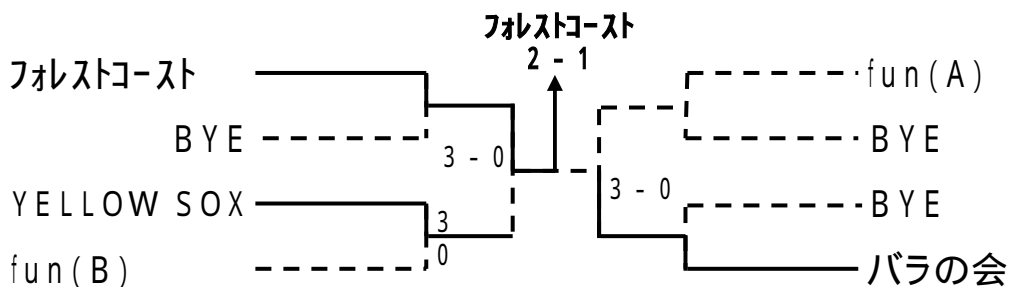 フォレストコースト
2 - 1
フォレストコースト
fun(A)
BYE
BYE
3 - 0
YELLOW SOX
3 - 0
BYE
3
0
fun(B)
バラの会